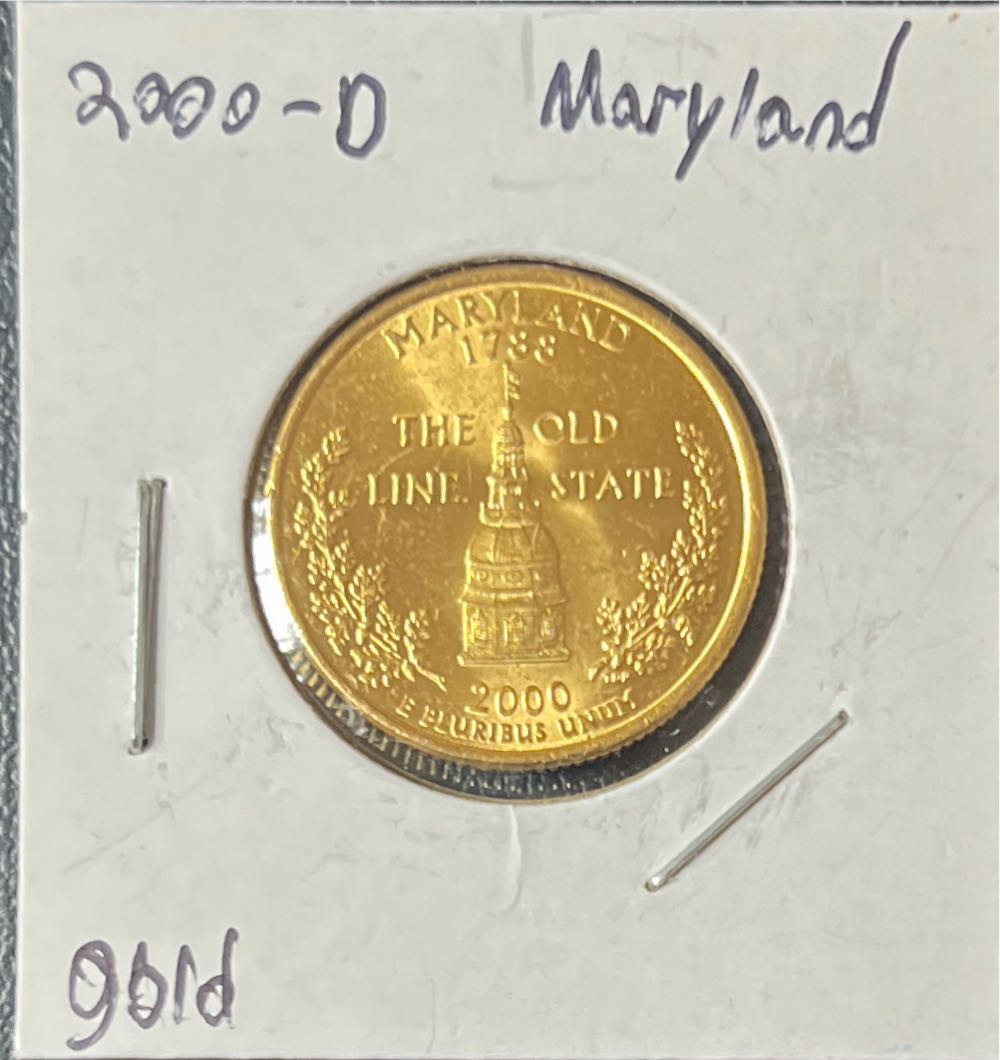 2000-D Maryland
MARYLAND
1788
THE OLD
LINE STATE
2000
E PLURIBUS UNUM
gold